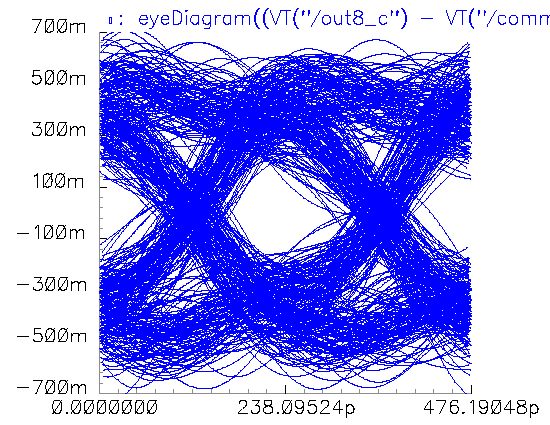 : eyeDiagram((VT("/out8_c") - VT("/comm
700m
500m
300m
100m
-100m
-300m
-500m
-700m
0.0000000 238.09524p 476.19048p